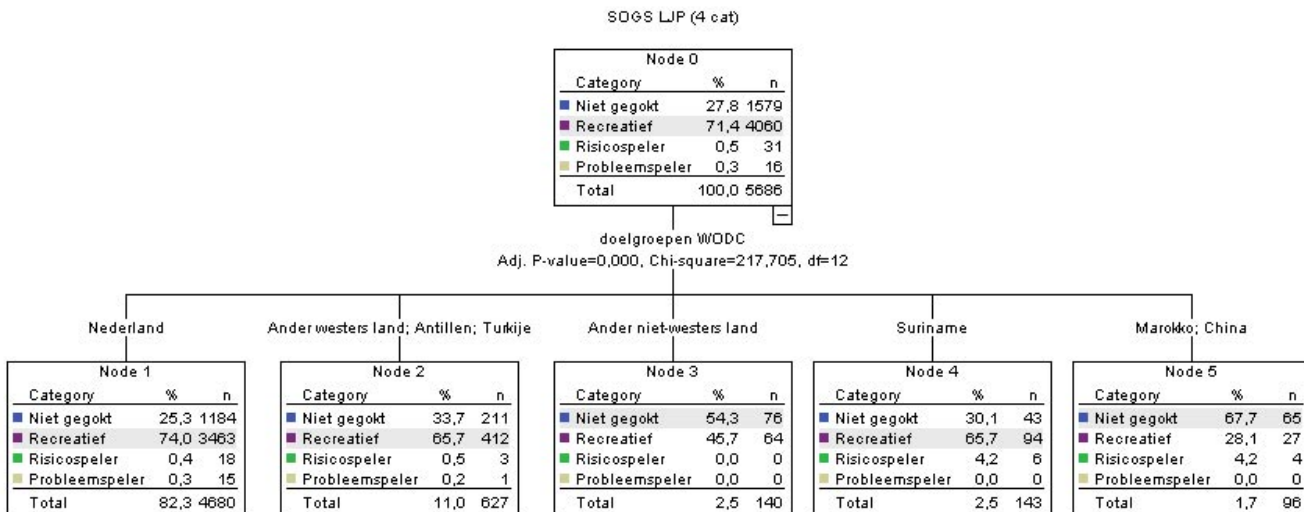 SOGS LJP (4 cat)
Node 0
Category % n
Niet gegokt 27,8 1579
Recreatief 71,4 4060
Risicospeler 0,5 31
Probleemspeler 0,3 16
Total 100,0 5686
doelgroepen WODC
Adj. P-value=0,000, Chi-square=217,705, df=12
Nederland
Node 1
Category % n
Niet gegokt 25,3 1184
Recreatief 74,0 3463
Risicospeler 0,4 18
Probleemspeler 0,3 15
Total 82,3 4680
Ander westers land; Antillen; Turkije
Node 2
Category % n
Niet gegokt 33,7 211
Recreatief 65,7 412
Risicospeler 0,5 3
Probleemspeler 0,2 1
Total 11,0 627
Ander niet-westers land
Node 3
Category % n
Niet gegokt 54,3 76
Recreatief 45,7 64
Risicospeler 0,0 0
Probleemspeler 0,0 0
Total 2,5 140
Suriname
Node 4
Category % n
Niet gegokt 30,1 43
Recreatief 65,7 94
Risicospeler 4,2 6
Probleemspeler 0,0 0
Total 2,5 143
Marokko; China
Node 5
Category % n
Niet gegokt 67,7 65
Recreatief 28,1 27
Risicospeler 4,2 4
Probleemspeler 0,0 0
Total 1,7 96